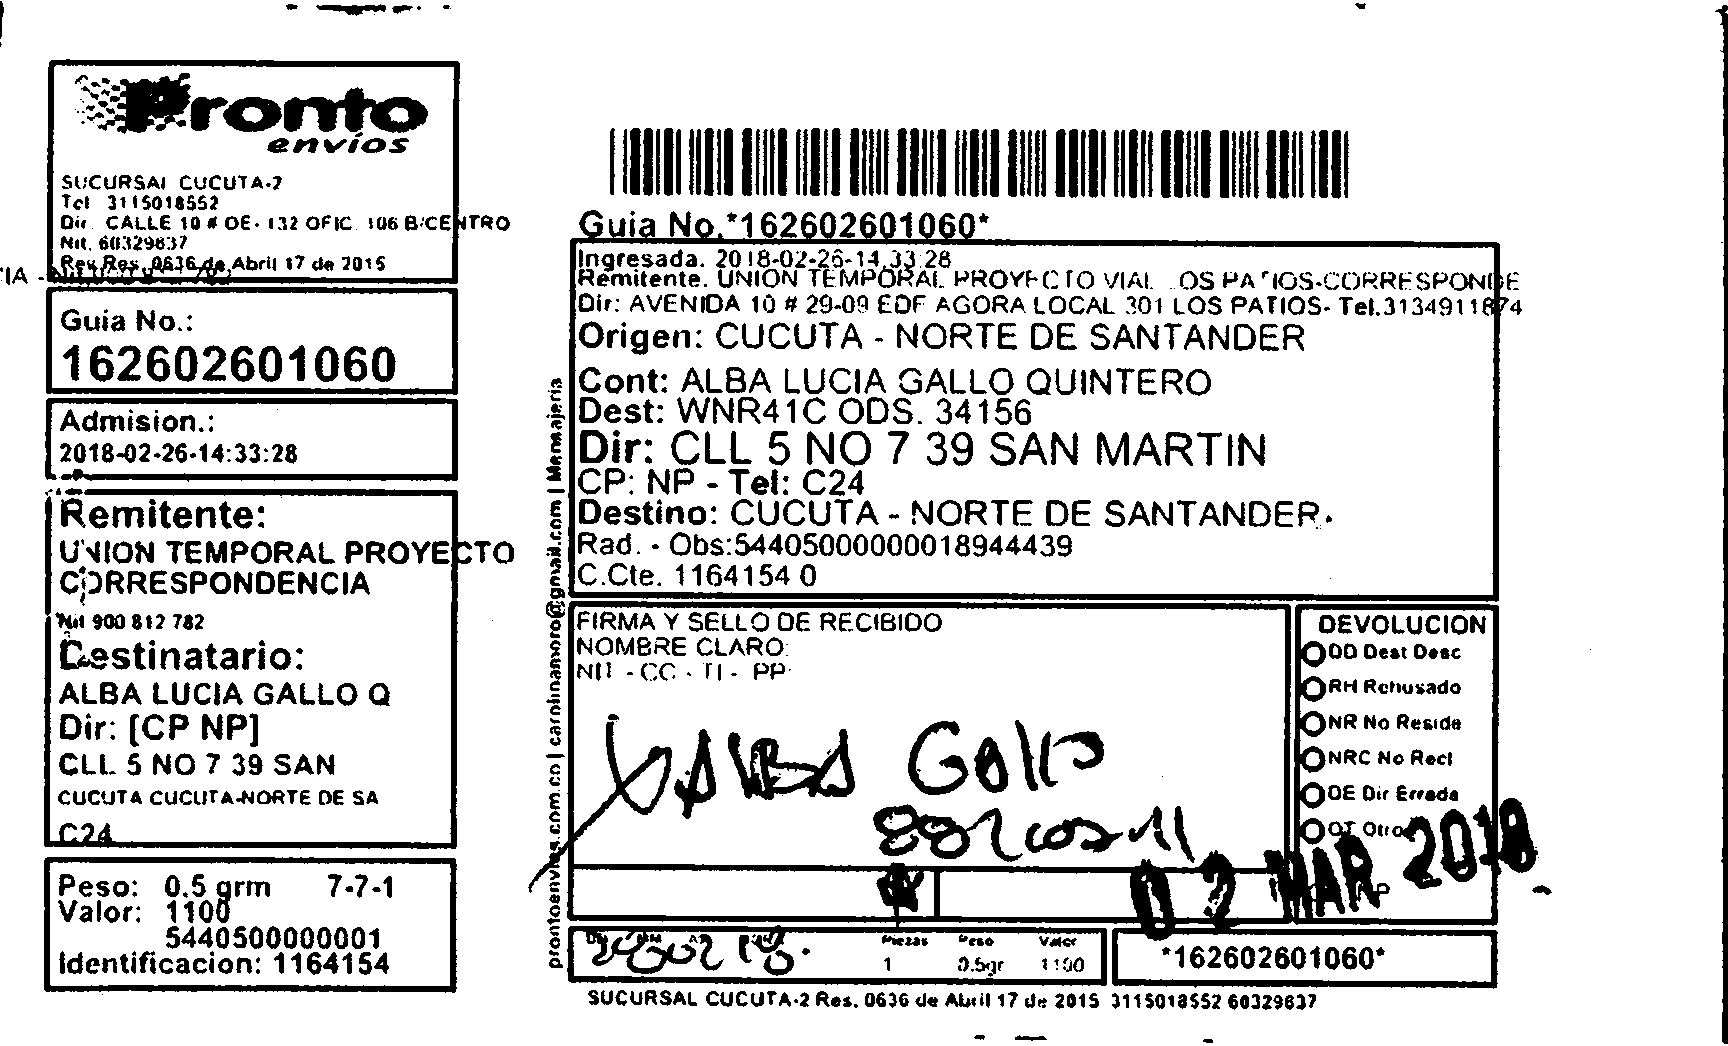 Pronto
envíos
SUCURSAL CUCUTA-2
Tel 3115018552
Dir. CALLE 10 # OE- 132 OFIC. 106 B/CENTRO
Nit. 60329837
Res Res. 0636 de Abril 17 de 2015
Guia No.:
162602601060
Admision.:
2018-02-26-14:33:28
Remitente:
UNION TEMPORAL PROYECTO
CORRESPONDENCIA
Nit 900 812 782
Destinatario:
ALBA LUCIA GALLO Q
Dir: [CP NP]
CLL 5 NO 7 39 SAN
CUCUTA CUCUTA-NORTE DE SA
C24
Peso: 0.5 grm 7-7-1
Valor: 1100
5440500000001
Identificacion: 1164154
prontoenvios.com.co | carolinamoro@gmail.com | Mensajeria
Guia No.*162602601060*
Ingresada. 2018-02-26-14:33:28
Remitente. UNION TEMPORAL PROYECTO VIAL LOS PATIOS-CORRESPONDE
Dir: AVENIDA 10 # 29-09 EDF AGORA LOCAL 301 LOS PATIOS- Tel.3134911874
Origen: CUCUTA - NORTE DE SANTANDER
Cont: ALBA LUCIA GALLO QUINTERO
Dest: WNR41C ODS. 34156
Dir: CLL 5 NO 7 39 SAN MARTIN
CP: NP - Tel: C24
Destino: CUCUTA - NORTE DE SANTANDER
Rad. - Obs:54405000000018944439
C.Cte. 1164154 0
FIRMA Y SELLO DE RECIBIDO
NOMBRE CLARO:
NIT - CC - TI - PP
ALBA Gallo
DEVOLUCION
DD Dest Desc
RH Rehusado
NR No Reside
NRC No Recl
DE Dir Errada
OT Otros
02 MAR 2018
Piezas Peso Valor
1 0.5gr 1100
*162602601060*
SUCURSAL CUCUTA-2 Res. 0636 de Abril 17 de 2015 3115018552 60329837